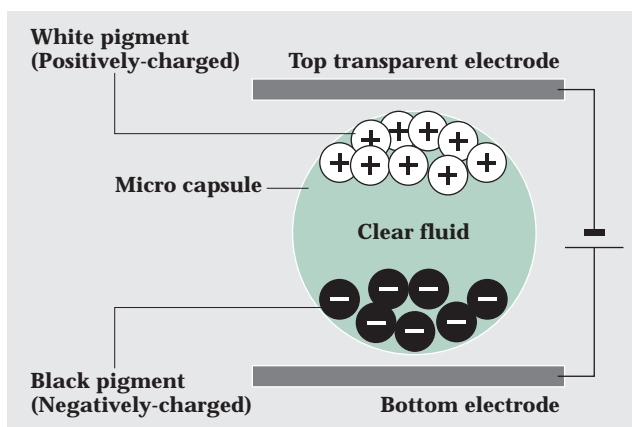 White pigment
(Positively-charged)
Top transparent electrode
+ + + + + + + + + +
Micro capsule
Clear fluid
− − − − − − − −
Black pigment
(Negatively-charged)
Bottom electrode